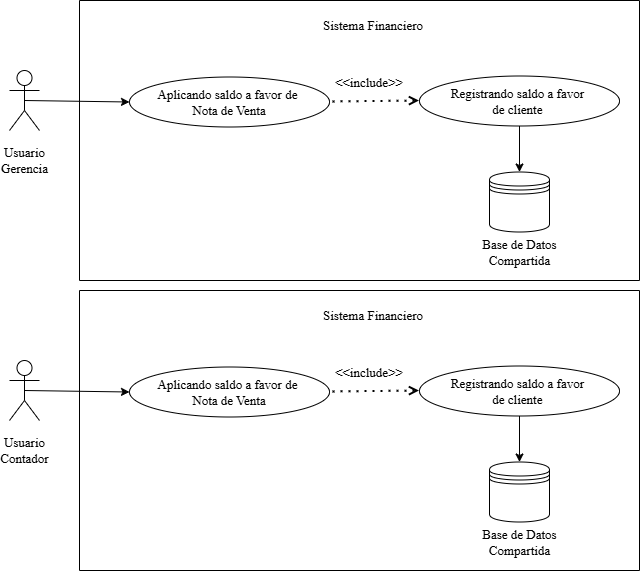 Sistema Financiero
<<include>>
Aplicando saldo a favor de
Nota de Venta
Registrando saldo a favor
de cliente
Usuario
Gerencia
Base de Datos
Compartida
Sistema Financiero
<<include>>
Aplicando saldo a favor de
Nota de Venta
Registrando saldo a favor
de cliente
Usuario
Contador
Base de Datos
Compartida